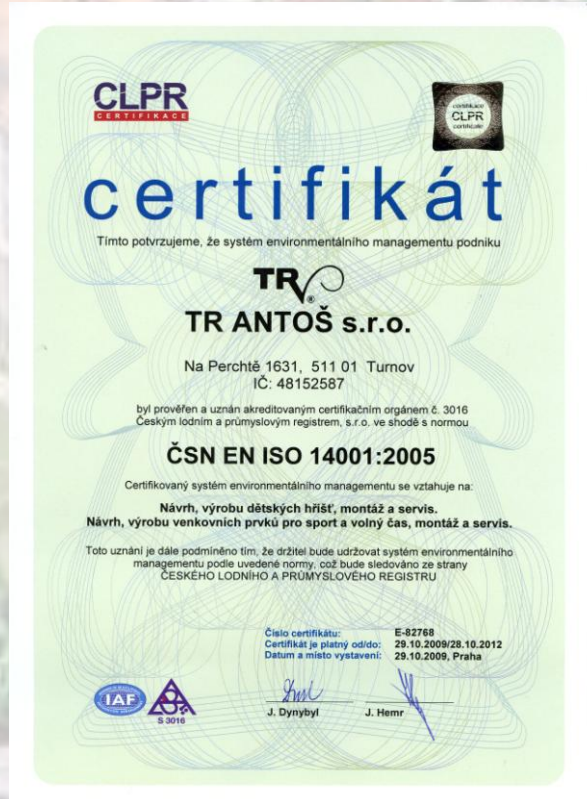 CLPR
CERTIFIKACE
certifikace
CLPR
certificate
certifikát
Tímto potvrzujeme, že systém environmentálního managementu podniku
TR
®
TR ANTOŠ s.r.o.
Na Perchtě 1631, 511 01 Turnov
IČ: 48152587
byl prověřen a uznán akreditovaným certifikačním orgánem č. 3016
Českým lodním a průmyslovým registrem, s.r.o. ve shodě s normou
ČSN EN ISO 14001:2005
Certifikovaný systém environmentálního managementu se vztahuje na:
Návrh, výrobu dětských hřišť, montáž a servis.
Návrh, výrobu venkovních prvků pro sport a volný čas, montáž a servis.
Toto uznání je dále podmíněno tím, že držitel bude udržovat systém environmentálního
managementu podle uvedené normy, což bude sledováno ze strany
ČESKÉHO LODNÍHO A PRŮMYSLOVÉHO REGISTRU
Číslo certifikátu: E-82768
Certifikát je platný od/do: 29.10.2009/28.10.2012
Datum a místo vystavení: 29.10.2009, Praha
IAF
S 3016
J. Dynybyl J. Hemr